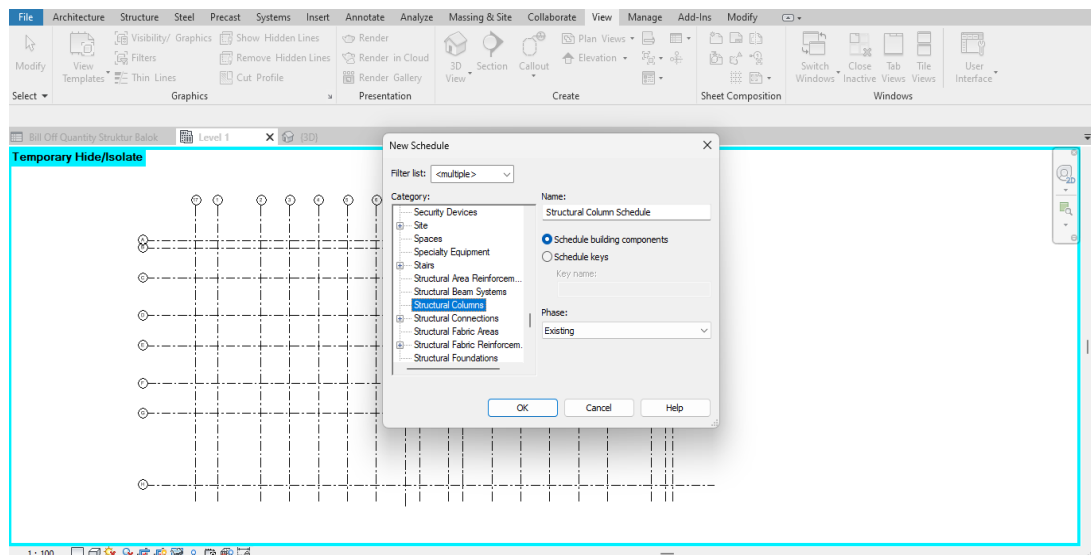 File Architecture Structure Steel Precast Systems Insert Annotate Analyze Massing & Site Collaborate View Manage Add-Ins Modify
Modify
View Templates
Visibility/ Graphics
Filters
Thin Lines
Show Hidden Lines
Remove Hidden Lines
Cut Profile
Render
Render in Cloud
Render Gallery
3D View
Section
Callout
Plan Views
Elevation
Switch Windows
Close Inactive
Tab Views
Tile Views
User Interface
Select Graphics Presentation Create Sheet Composition Windows
Bill Off Quantity Struktur Balok Level 1 X {3D}
Temporary Hide/Isolate
New Schedule
Filter list: <multiple>
Category:
Security Devices
Site
Spaces
Specialty Equipment
Stairs
Structural Area Reinforcem...
Structural Beam Systems
Structural Columns
Structural Connections
Structural Fabric Areas
Structural Fabric Reinforcem.
Structural Foundations
Name:
Structural Column Schedule
Schedule building components
Schedule keys
Key name:
Phase:
Existing
OK Cancel Help
2D
1 : 100